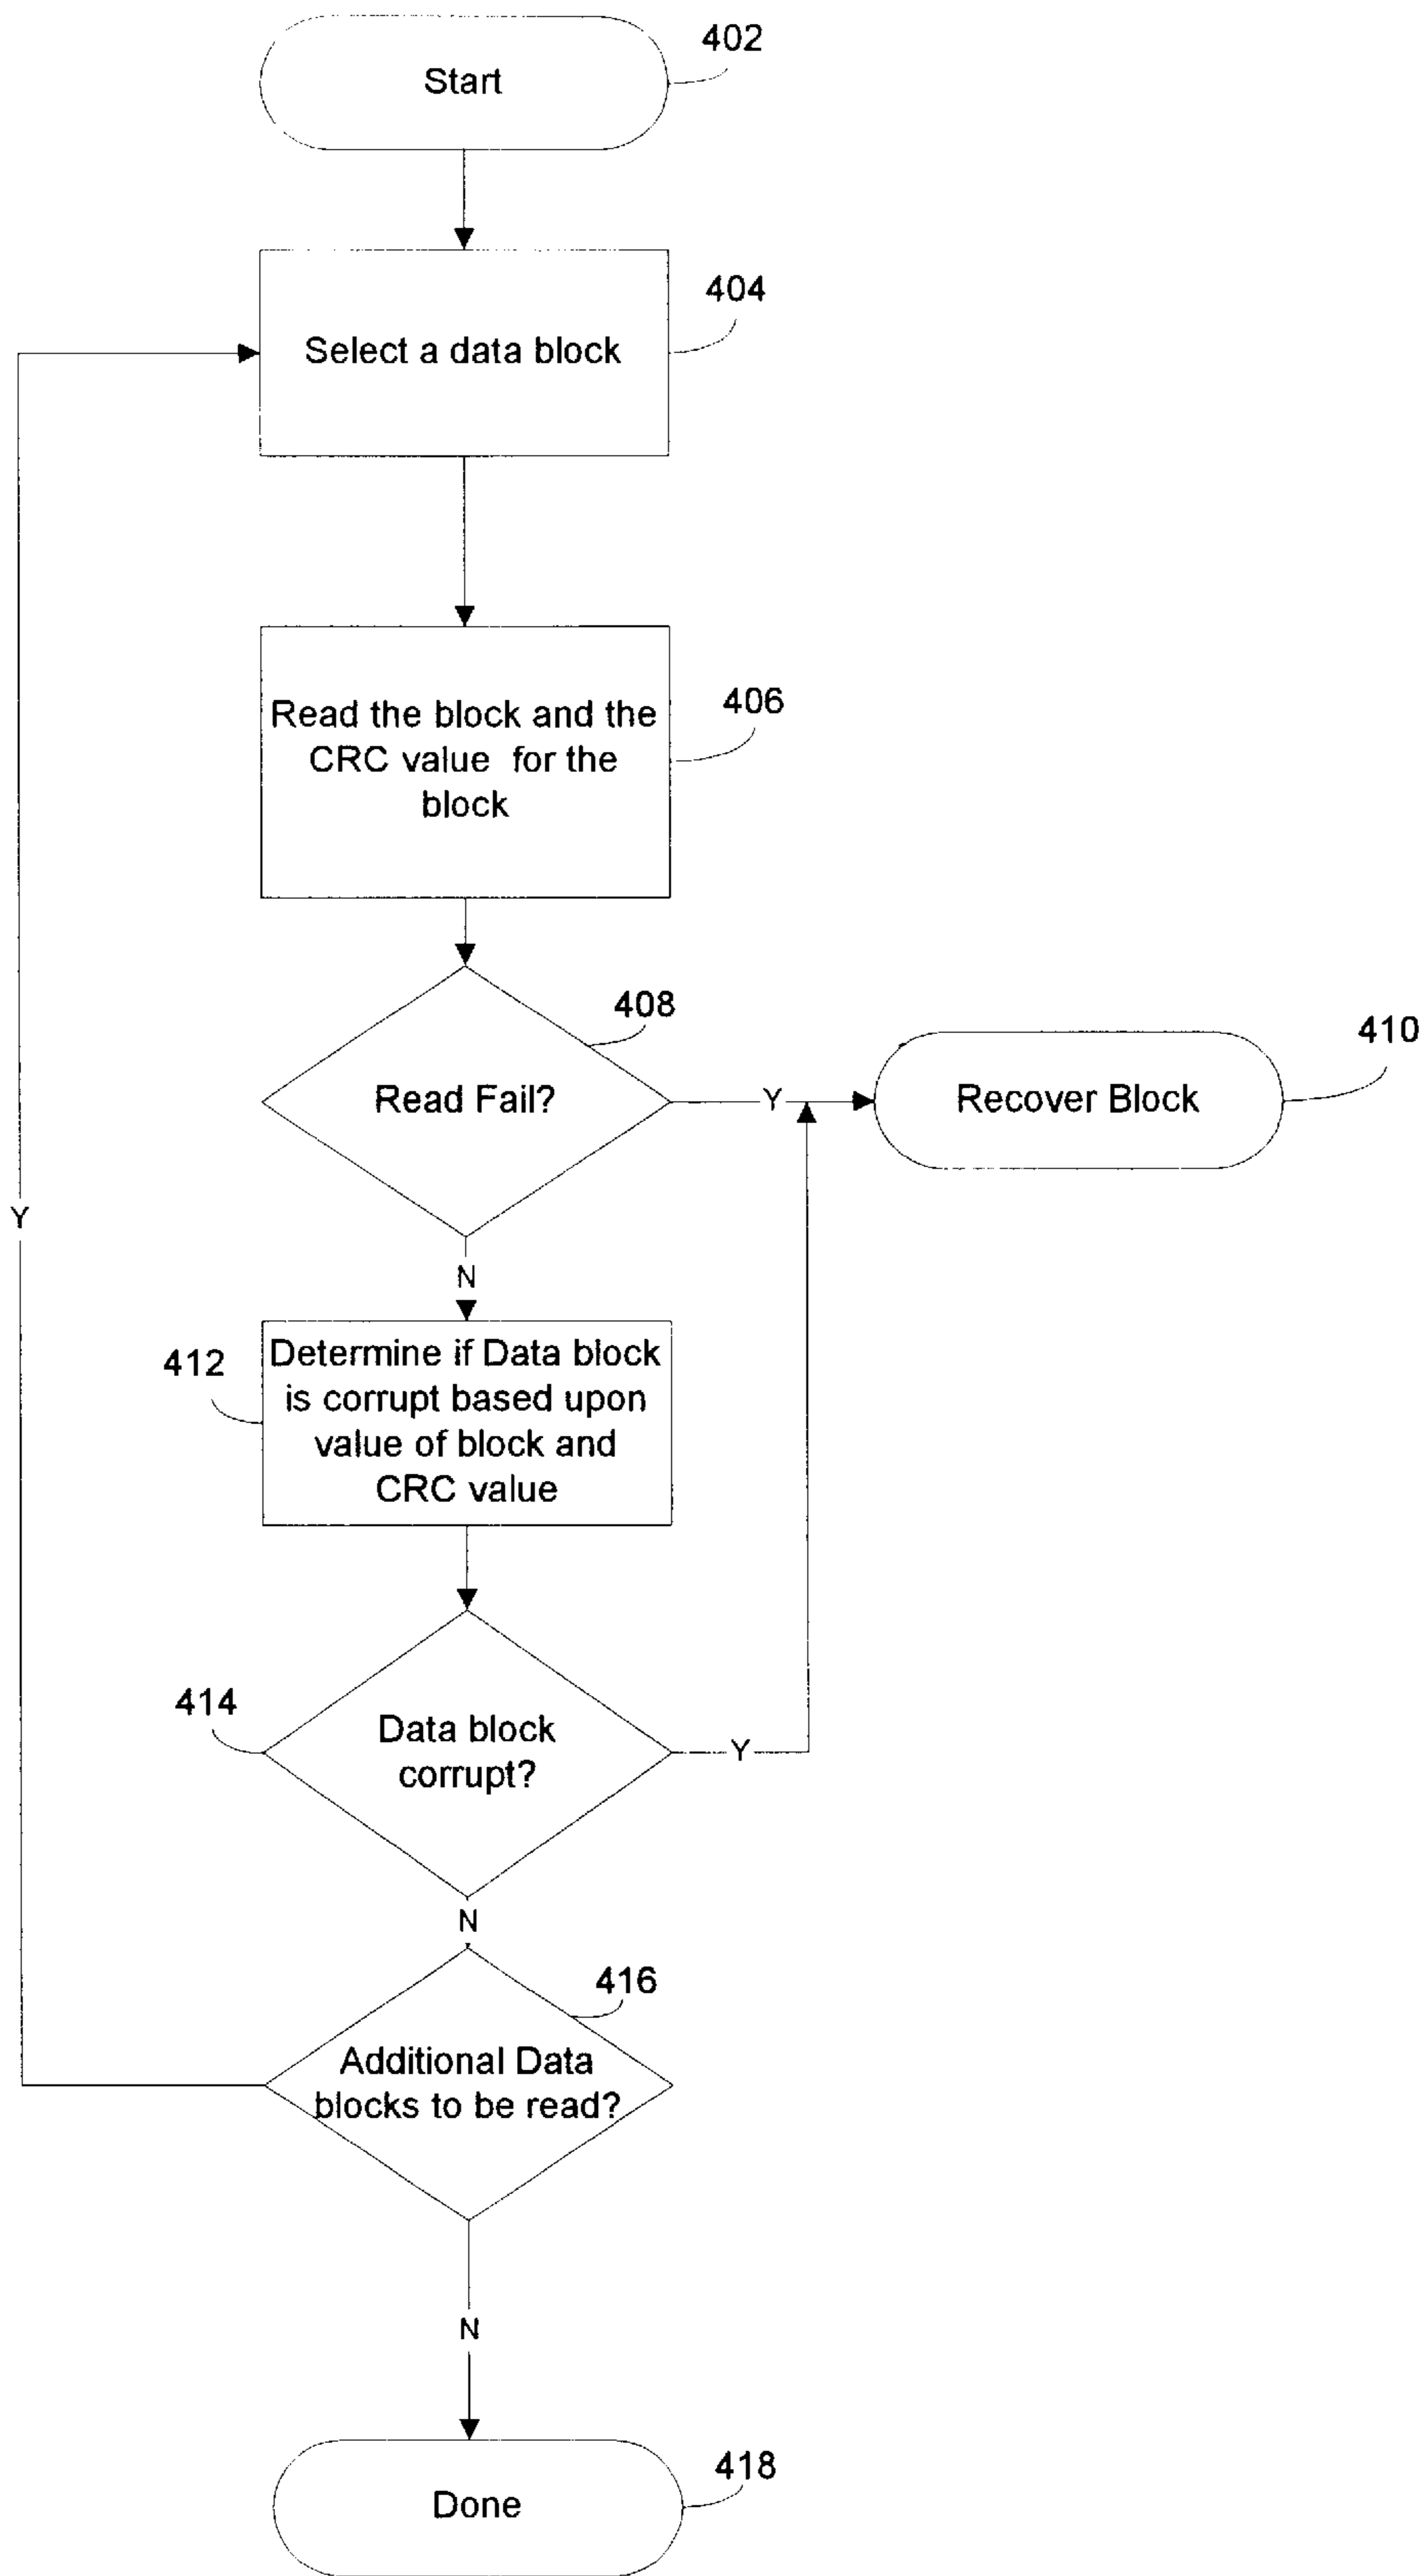 402
Start
404
Select a data block
406
Read the block and the
CRC value for the
block
408
Read Fail?
Y
410
Recover Block
Y
N
412
Determine if Data block
is corrupt based upon
value of block and
CRC value
414
Data block
corrupt?
Y
N
416
Additional Data
blocks to be read?
N
418
Done